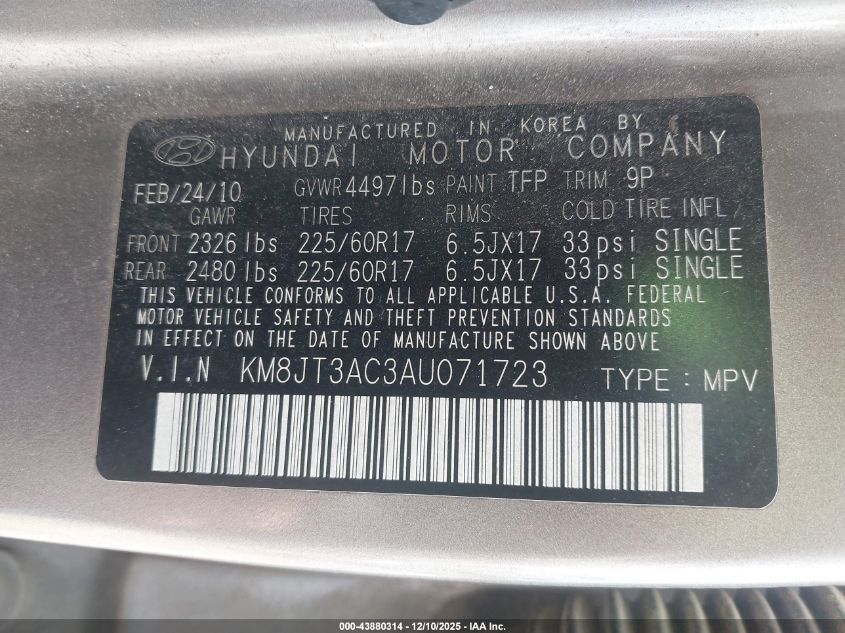 MANUFACTURED IN KOREA BY
HYUNDAI MOTOR COMPANY
FEB/24/10 GVWR 4497lbs PAINT TFP TRIM 9P
GAWR TIRES RIMS COLD TIRE INFL
FRONT 2326 lbs 225/60R17 6.5JX17 33psi SINGLE
REAR 2480 lbs 225/60R17 6.5JX17 33psi SINGLE
THIS VEHICLE CONFORMS TO ALL APPLICABLE U.S.A. FEDERAL
MOTOR VEHICLE SAFETY AND THEFT PREVENTION STANDARDS
IN EFFECT ON THE DATE OF MANUFACTURE SHOWN ABOVE.
V.I.N KM8JT3AC3AU071723 TYPE : MPV
000-43880314 - 12/10/2025 - IAA Inc.